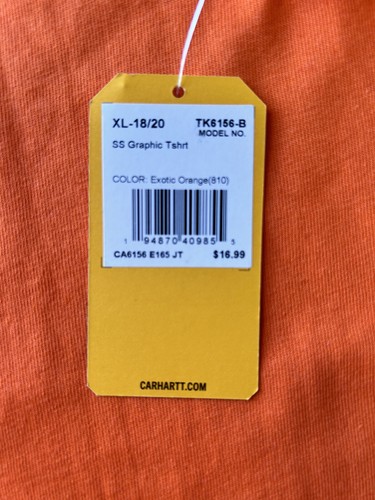 XL-18/20 TK6156-B
MODEL NO.
SS Graphic Tshrt
COLOR: Exotic Orange(810)
1 94870 40985 5
CA6156 E165 JT $16.99
CARHARTT.COM